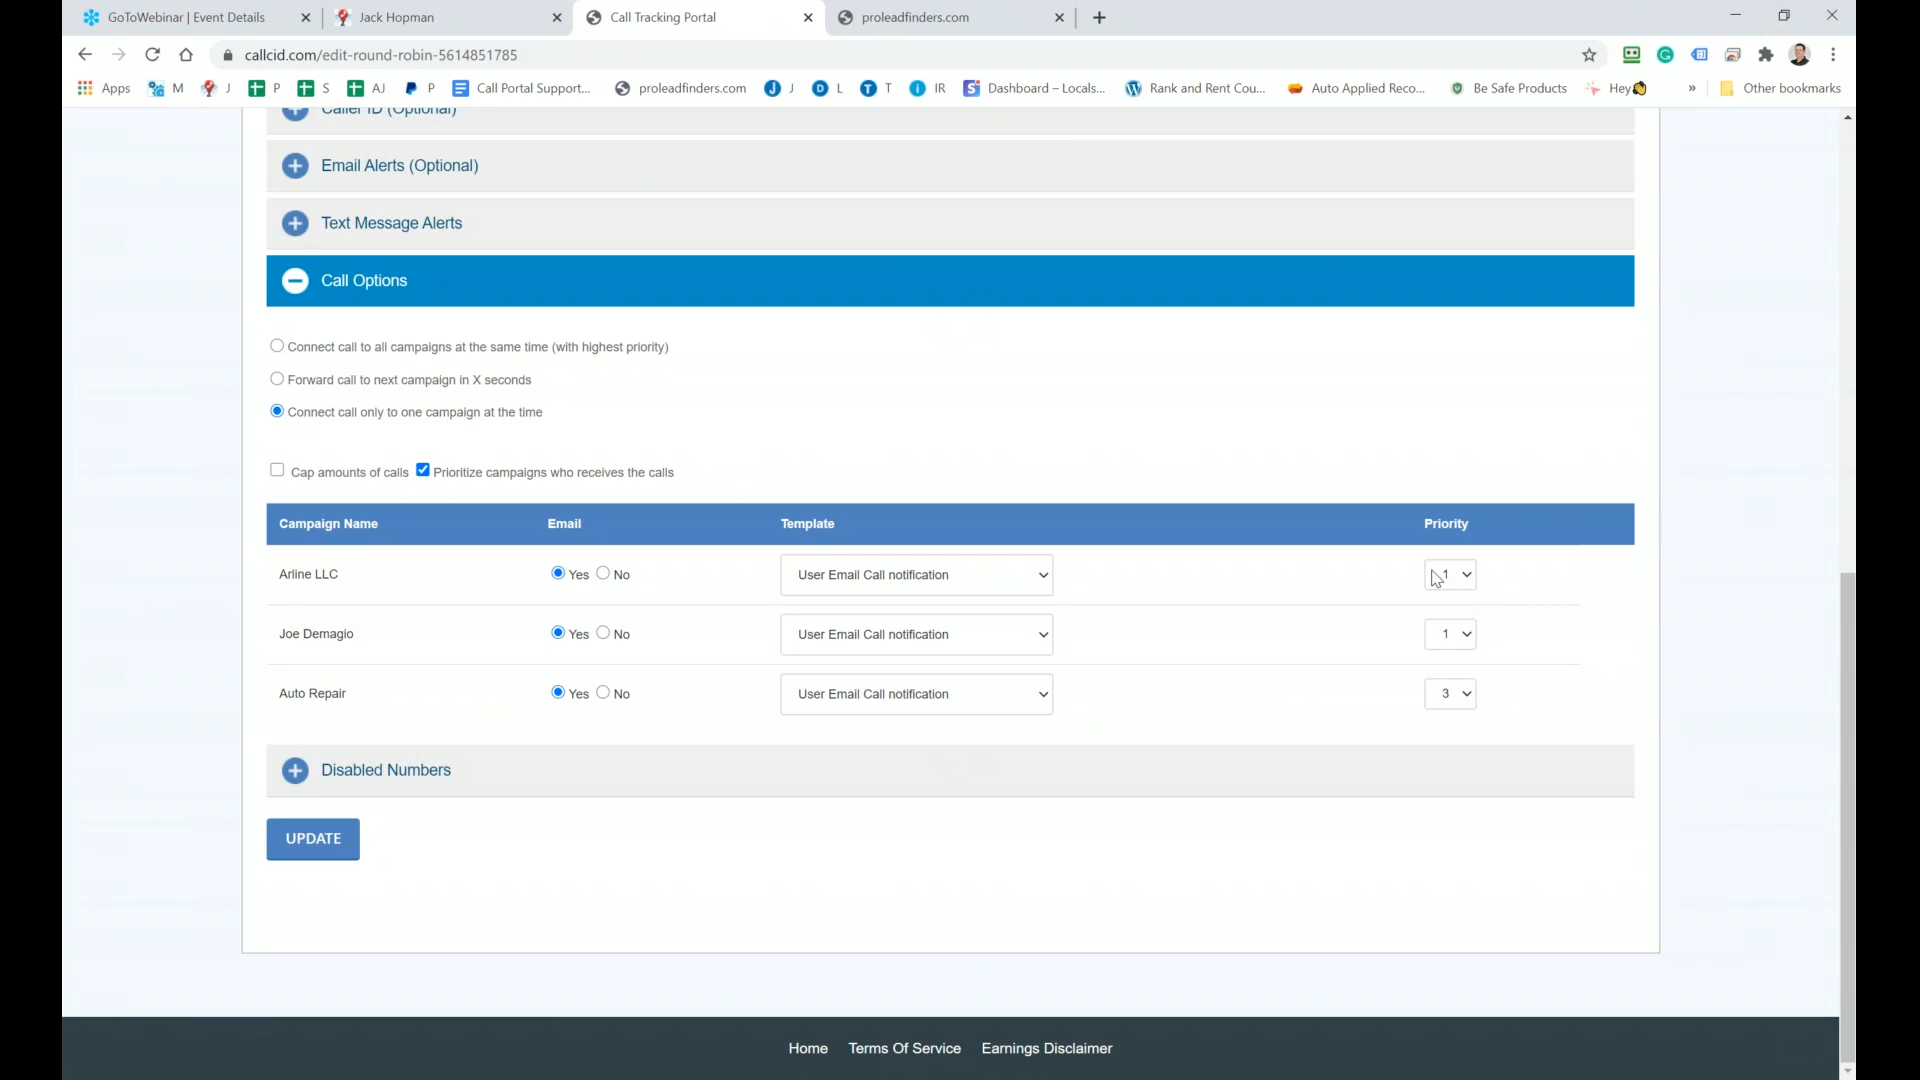 GoToWebinar | Event Details
Jack Hopman
Call Tracking Portal
proleadfinders.com
callcid.com/edit-round-robin-5614851785
Apps
M
J
P
S
AJ
P
Call Portal Support...
proleadfinders.com
J
L
T
IR
Dashboard – Locals...
Rank and Rent Cou...
Auto Applied Reco...
Be Safe Products
Hey
»
Other bookmarks
Caller ID (Optional)
Email Alerts (Optional)
Text Message Alerts
Call Options
Connect call to all campaigns at the same time (with highest priority)
Forward call to next campaign in X seconds
Connect call only to one campaign at the time
Cap amounts of calls Prioritize campaigns who receives the calls
Campaign Name Email Template Priority
Arline LLC Yes No User Email Call notification 1
Joe Demagio Yes No User Email Call notification 1
Auto Repair Yes No User Email Call notification 3
Disabled Numbers
UPDATE
Home Terms Of Service Earnings Disclaimer